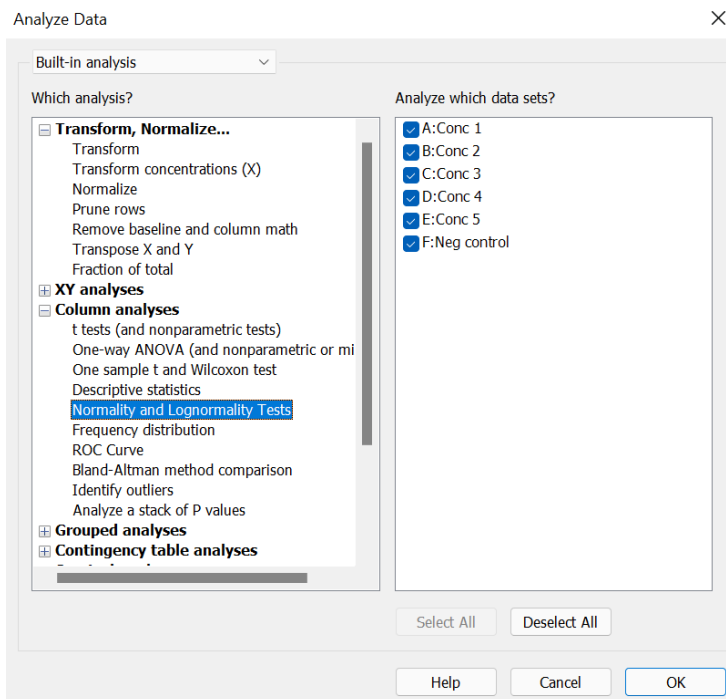 Analyze Data
Built-in analysis
Which analysis?
Transform, Normalize...
Transform
Transform concentrations (X)
Normalize
Prune rows
Remove baseline and column math
Transpose X and Y
Fraction of total
XY analyses
Column analyses
t tests (and nonparametric tests)
One-way ANOVA (and nonparametric or mi
One sample t and Wilcoxon test
Descriptive statistics
Normality and Lognormality Tests
Frequency distribution
ROC Curve
Bland-Altman method comparison
Identify outliers
Analyze a stack of P values
Grouped analyses
Contingency table analyses
Analyze which data sets?
A:Conc 1
B:Conc 2
C:Conc 3
D:Conc 4
E:Conc 5
F:Neg control
Select All
Deselect All
Help
Cancel
OK